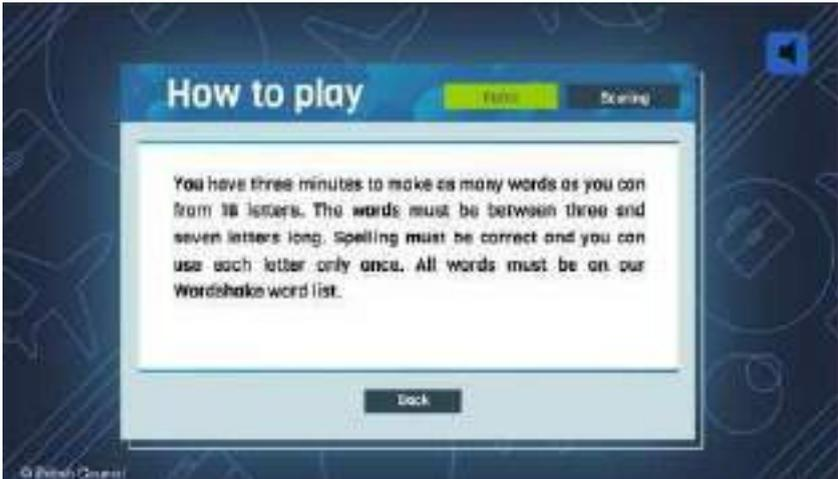 How to play
Rules
Scoring
You have three minutes to make as many words as you can
from 16 letters. The words must be between three and
seven letters long. Spelling must be correct and you can
use each letter only once. All words must be on our
Wordshake word list.
Back
© British Council